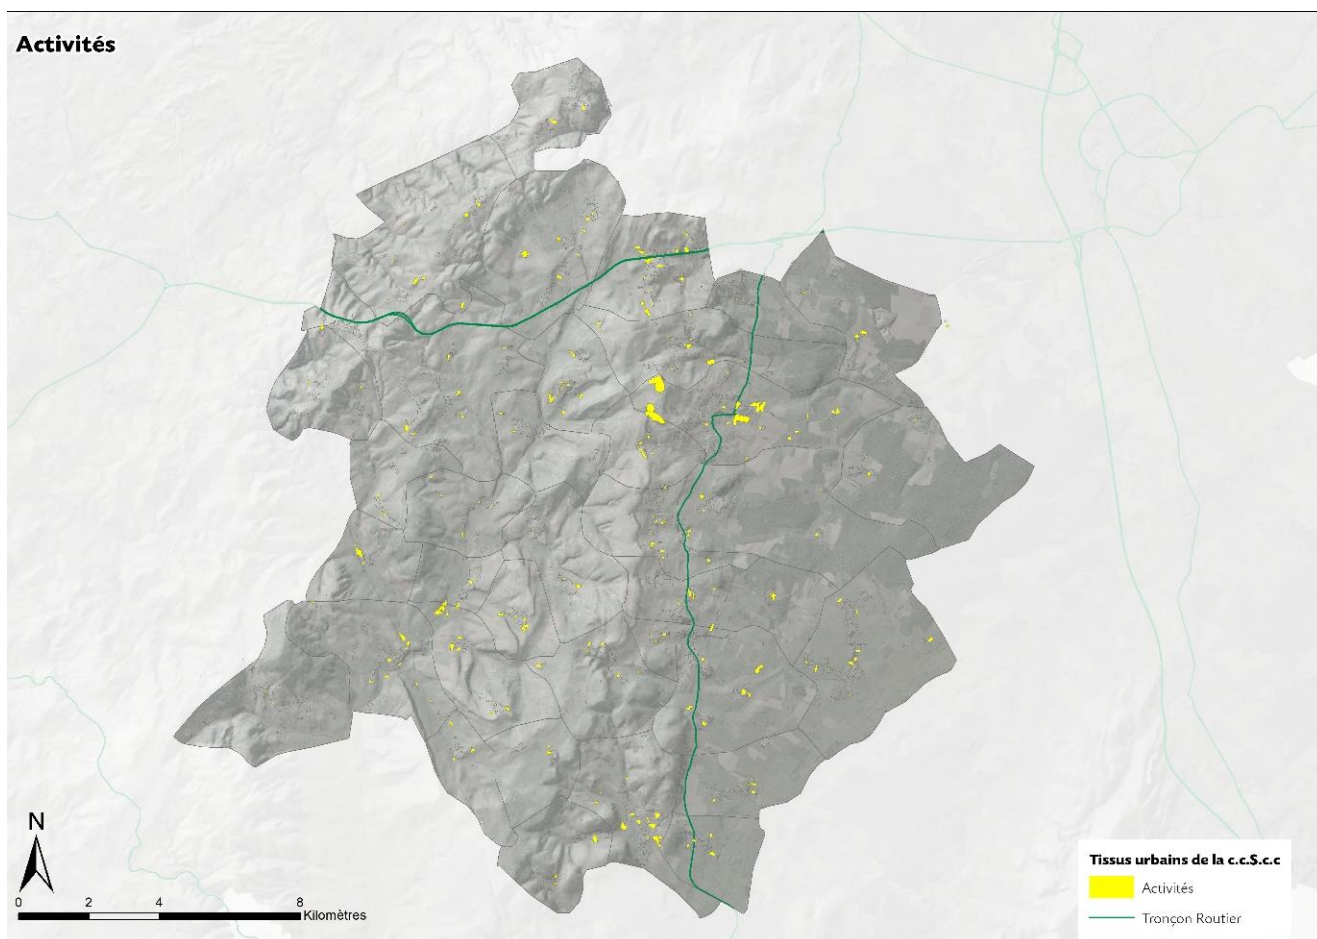 Activités
N
0 2 4 8
Kilomètres
Tissus urbains de la c.c.S.c.c
Activités
Tronçon Routier